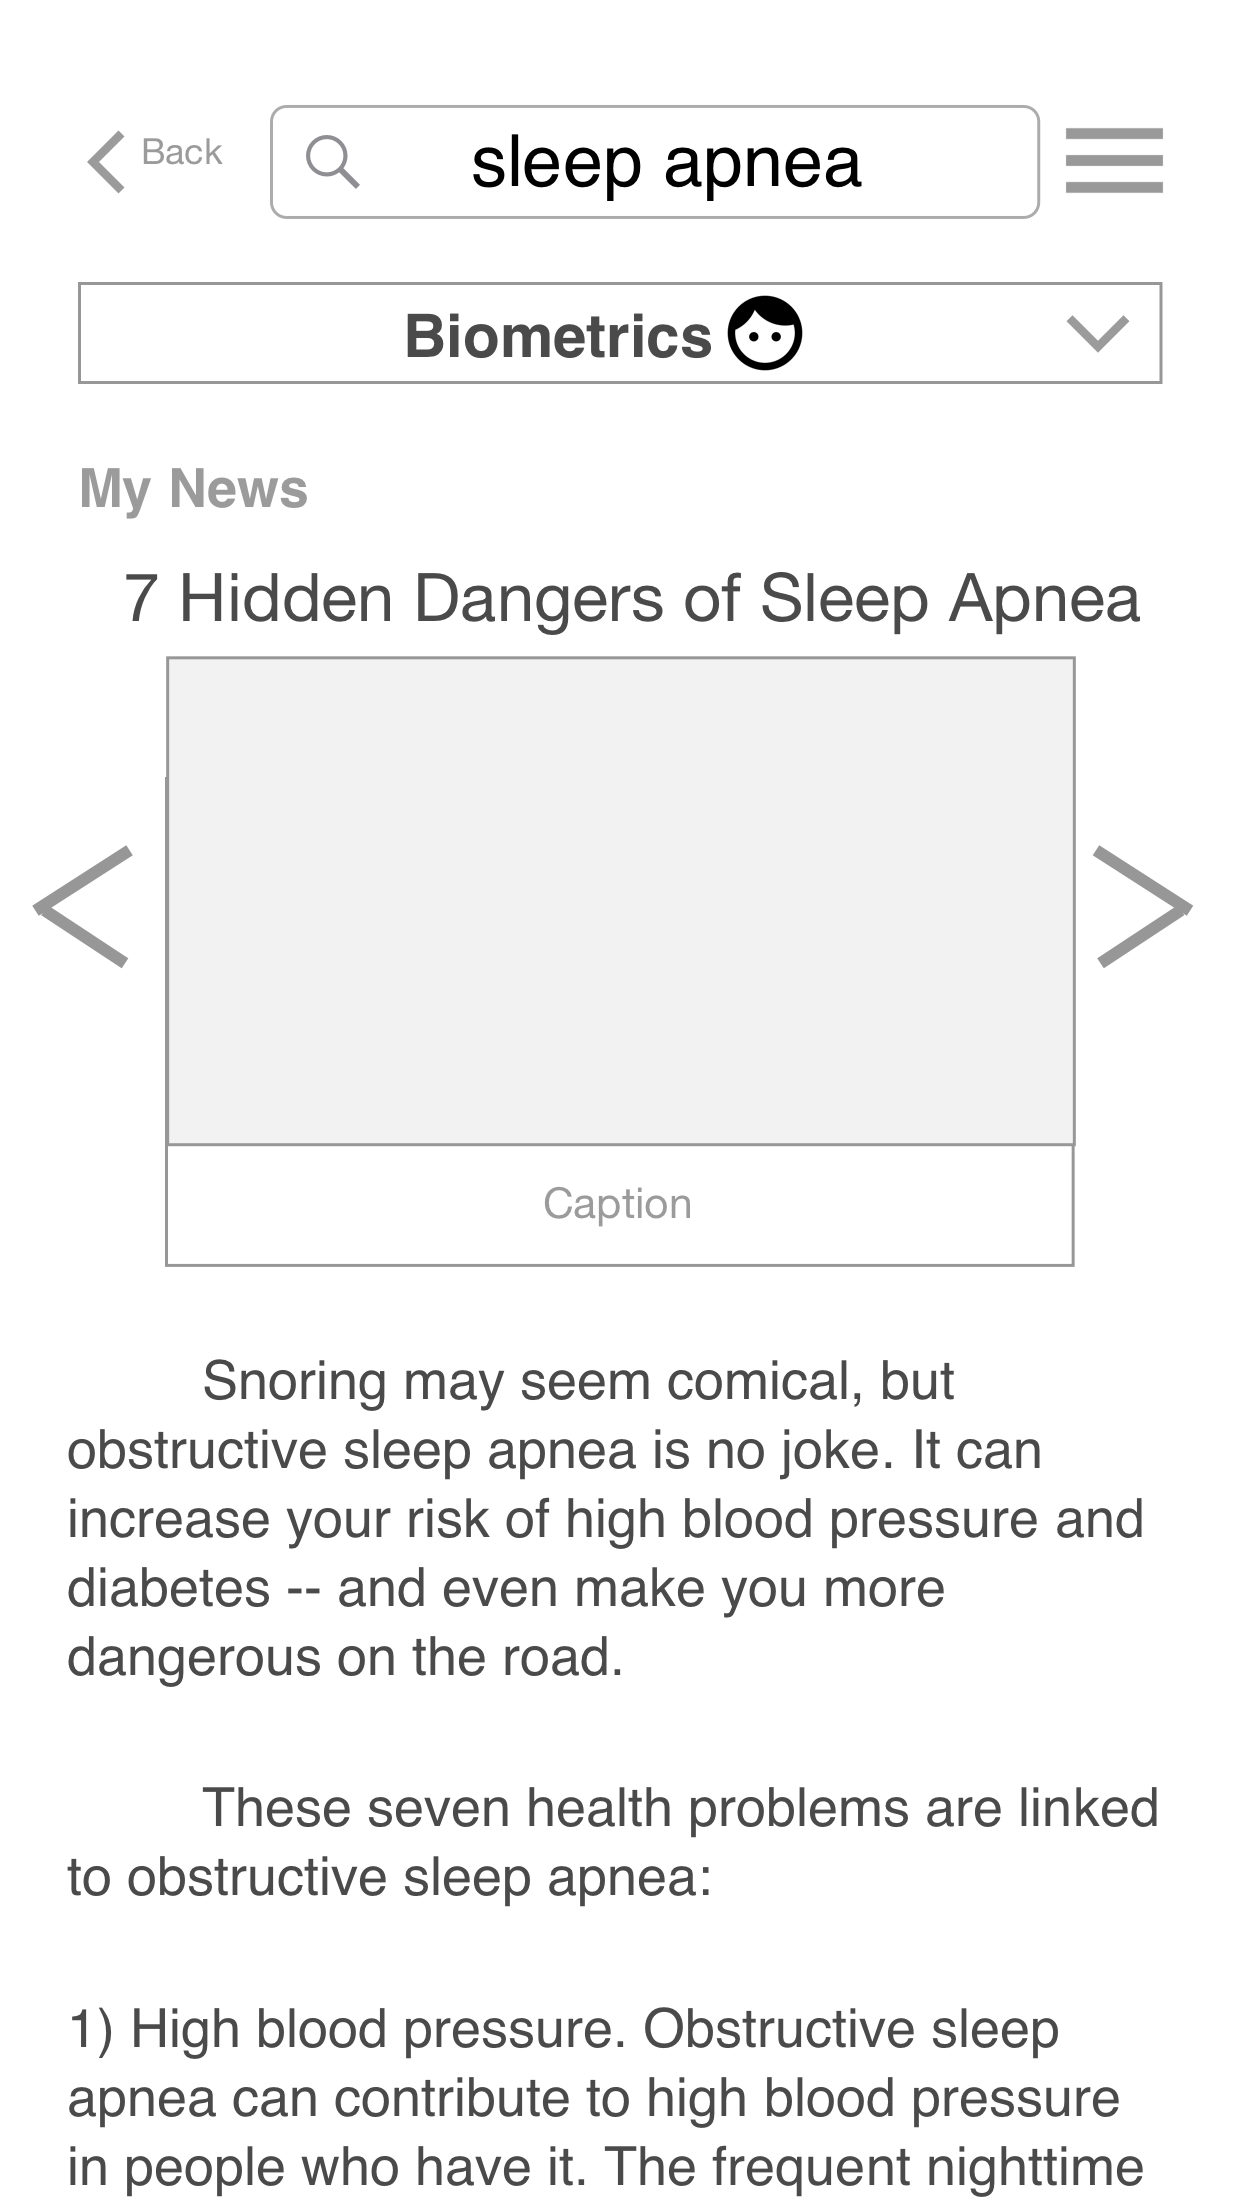 Back
sleep apnea
Biometrics
My News
7 Hidden Dangers of Sleep Apnea
Caption
Snoring may seem comical, but
obstructive sleep apnea is no joke. It can
increase your risk of high blood pressure and
diabetes -- and even make you more
dangerous on the road.
These seven health problems are linked
to obstructive sleep apnea:
1) High blood pressure. Obstructive sleep
apnea can contribute to high blood pressure
in people who have it. The frequent nighttime